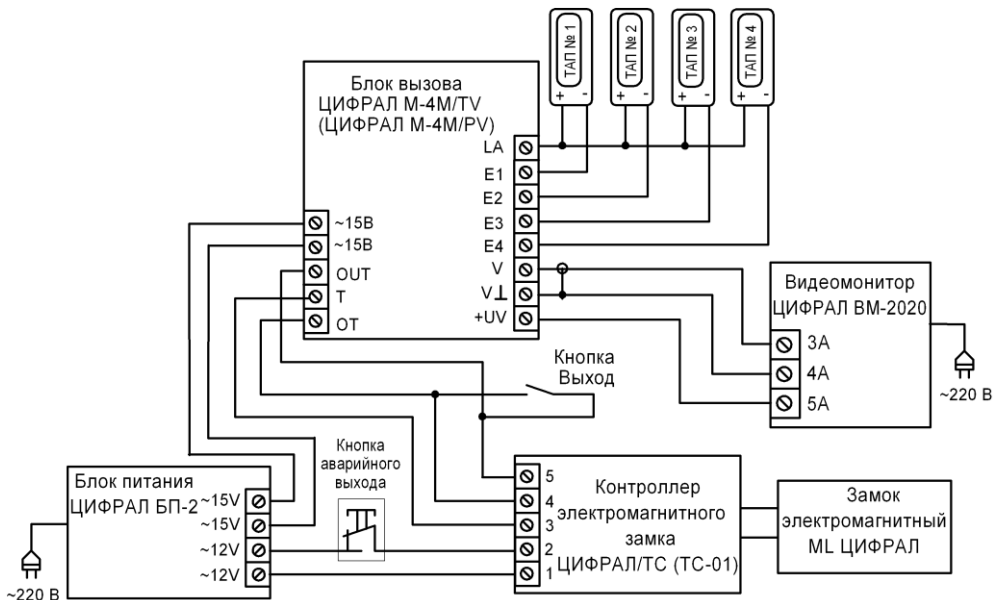 ТАП № 1
ТАП № 2
ТАП № 3
ТАП № 4
+ -
+ -
+ -
+ -
Блок вызова
ЦИФРАЛ М-4М/TV
(ЦИФРАЛ М-4М/PV)
LA
E1
E2
E3
E4
V
V⊥
+UV
~15В
~15В
OUT
T
OT
Видеомонитор
ЦИФРАЛ ВМ-2020
3А
4А
5А
~220 В
Кнопка
Выход
Кнопка
аварийного
выхода
Блок питания
ЦИФРАЛ БП-2
~15V
~15V
~12V
~12V
~220 В
5
4
3
2
1
Контроллер
электромагнитного
замка
ЦИФРАЛ/ТС (ТС-01)
Замок
электромагнитный
ML ЦИФРАЛ